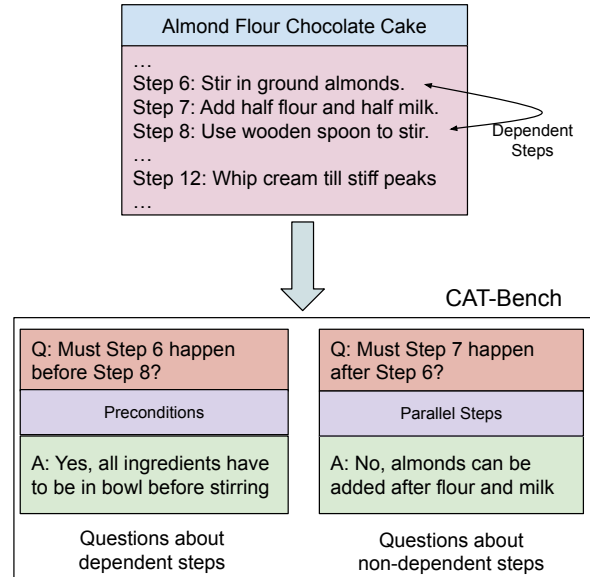 Almond Flour Chocolate Cake
...
Step 6: Stir in ground almonds.
Step 7: Add half flour and half milk.
Step 8: Use wooden spoon to stir.
...
Step 12: Whip cream till stiff peaks
...
Dependent
Steps
CAT-Bench
Q: Must Step 6 happen
before Step 8?
Preconditions
A: Yes, all ingredients have
to be in bowl before stirring
Questions about
dependent steps
Q: Must Step 7 happen
after Step 6?
Parallel Steps
A: No, almonds can be
added after flour and milk
Questions about
non-dependent steps